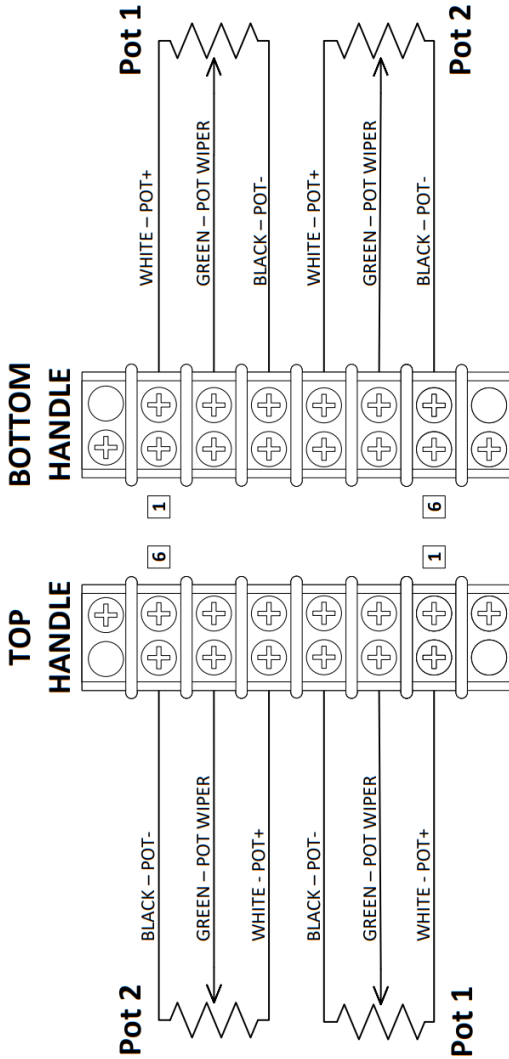 BOTTOM
HANDLE
Pot 1
WHITE – POT+
GREEN – POT WIPER
BLACK – POT-
WHITE – POT+
GREEN – POT WIPER
BLACK – POT-
Pot 2
1
6
TOP
HANDLE
6
1
Pot 2
BLACK – POT-
GREEN – POT WIPER
WHITE - POT+
BLACK – POT-
GREEN – POT WIPER
WHITE - POT+
Pot 1